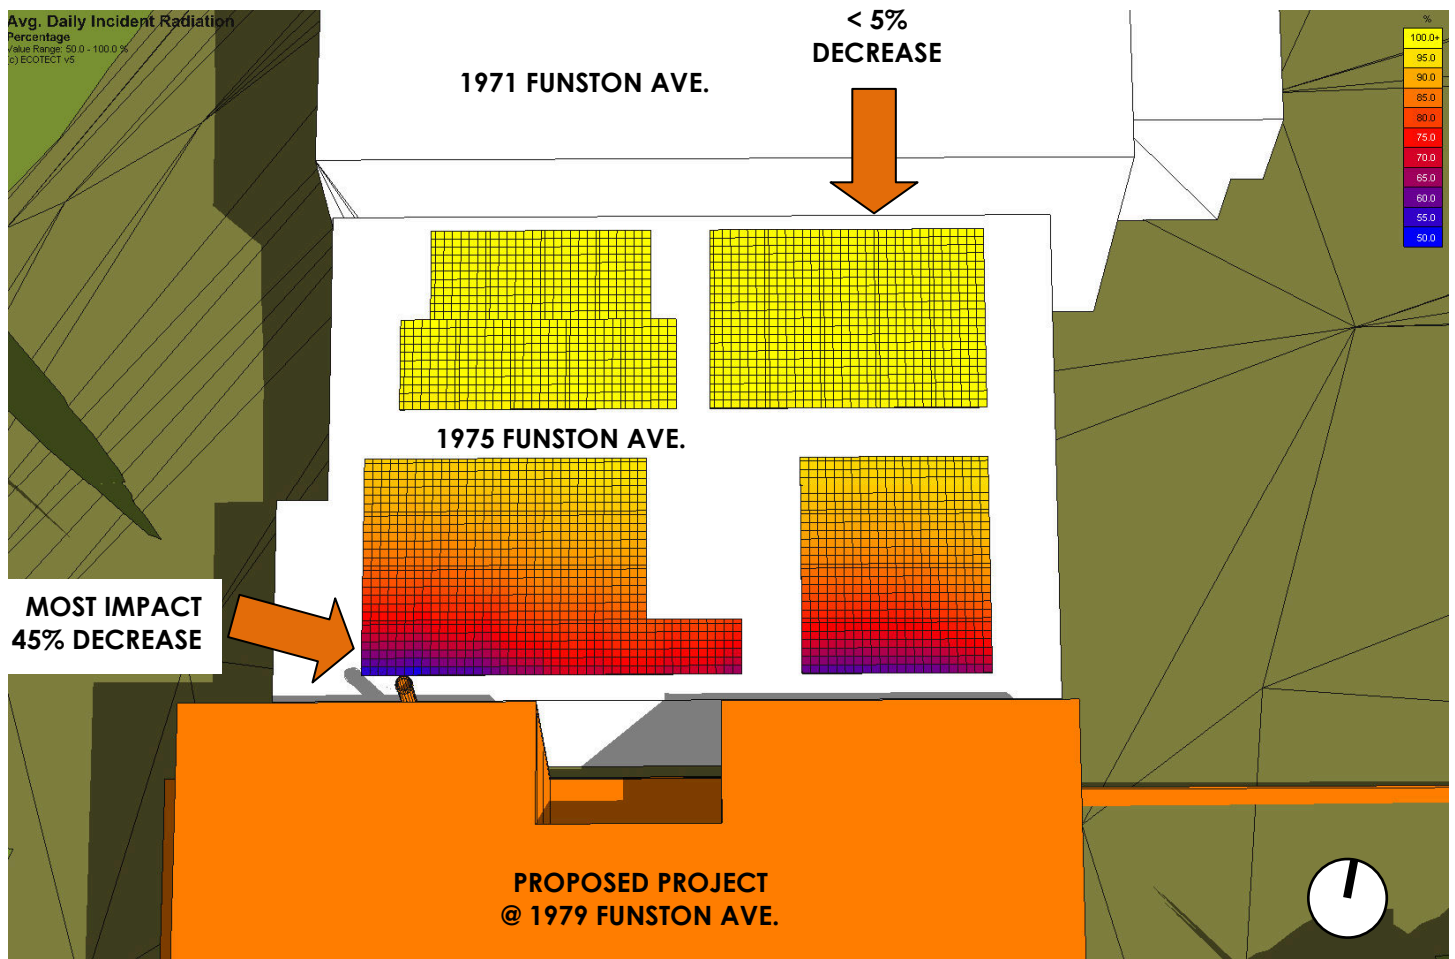 Avg. Daily Incident Radiation
Percentage
Value Range: 50.0 - 100.0 %
(c) ECOTECT v5
< 5%
DECREASE
1971 FUNSTON AVE.
%
100.0+
95.0
90.0
85.0
80.0
75.0
70.0
65.0
60.0
55.0
50.0
1975 FUNSTON AVE.
MOST IMPACT
45% DECREASE
PROPOSED PROJECT
@ 1979 FUNSTON AVE.